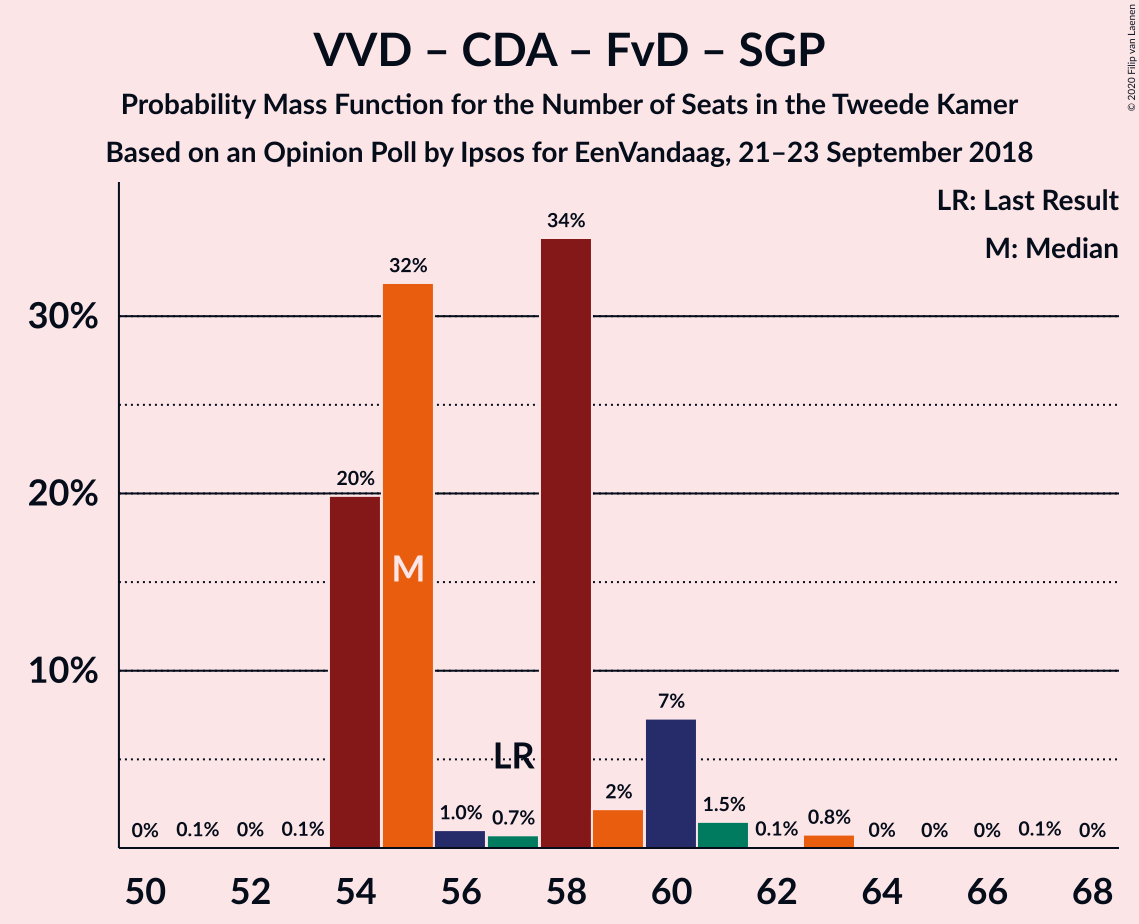 VVD – CDA – FvD – SGP
Probability Mass Function for the Number of Seats in the Tweede Kamer
Based on an Opinion Poll by Ipsos for EenVandaag, 21–23 September 2018
© 2020 Filip van Laenen
LR: Last Result
M: Median
34%
32%
30%
20%
20%
M
10%
7%
LR
2%
1.5%
1.0%
0.7%
0.8%
0%
0.1%
0%
0.1%
0.1%
0%
0%
0%
0.1%
0%
50 52 54 56 58 60 62 64 66 68